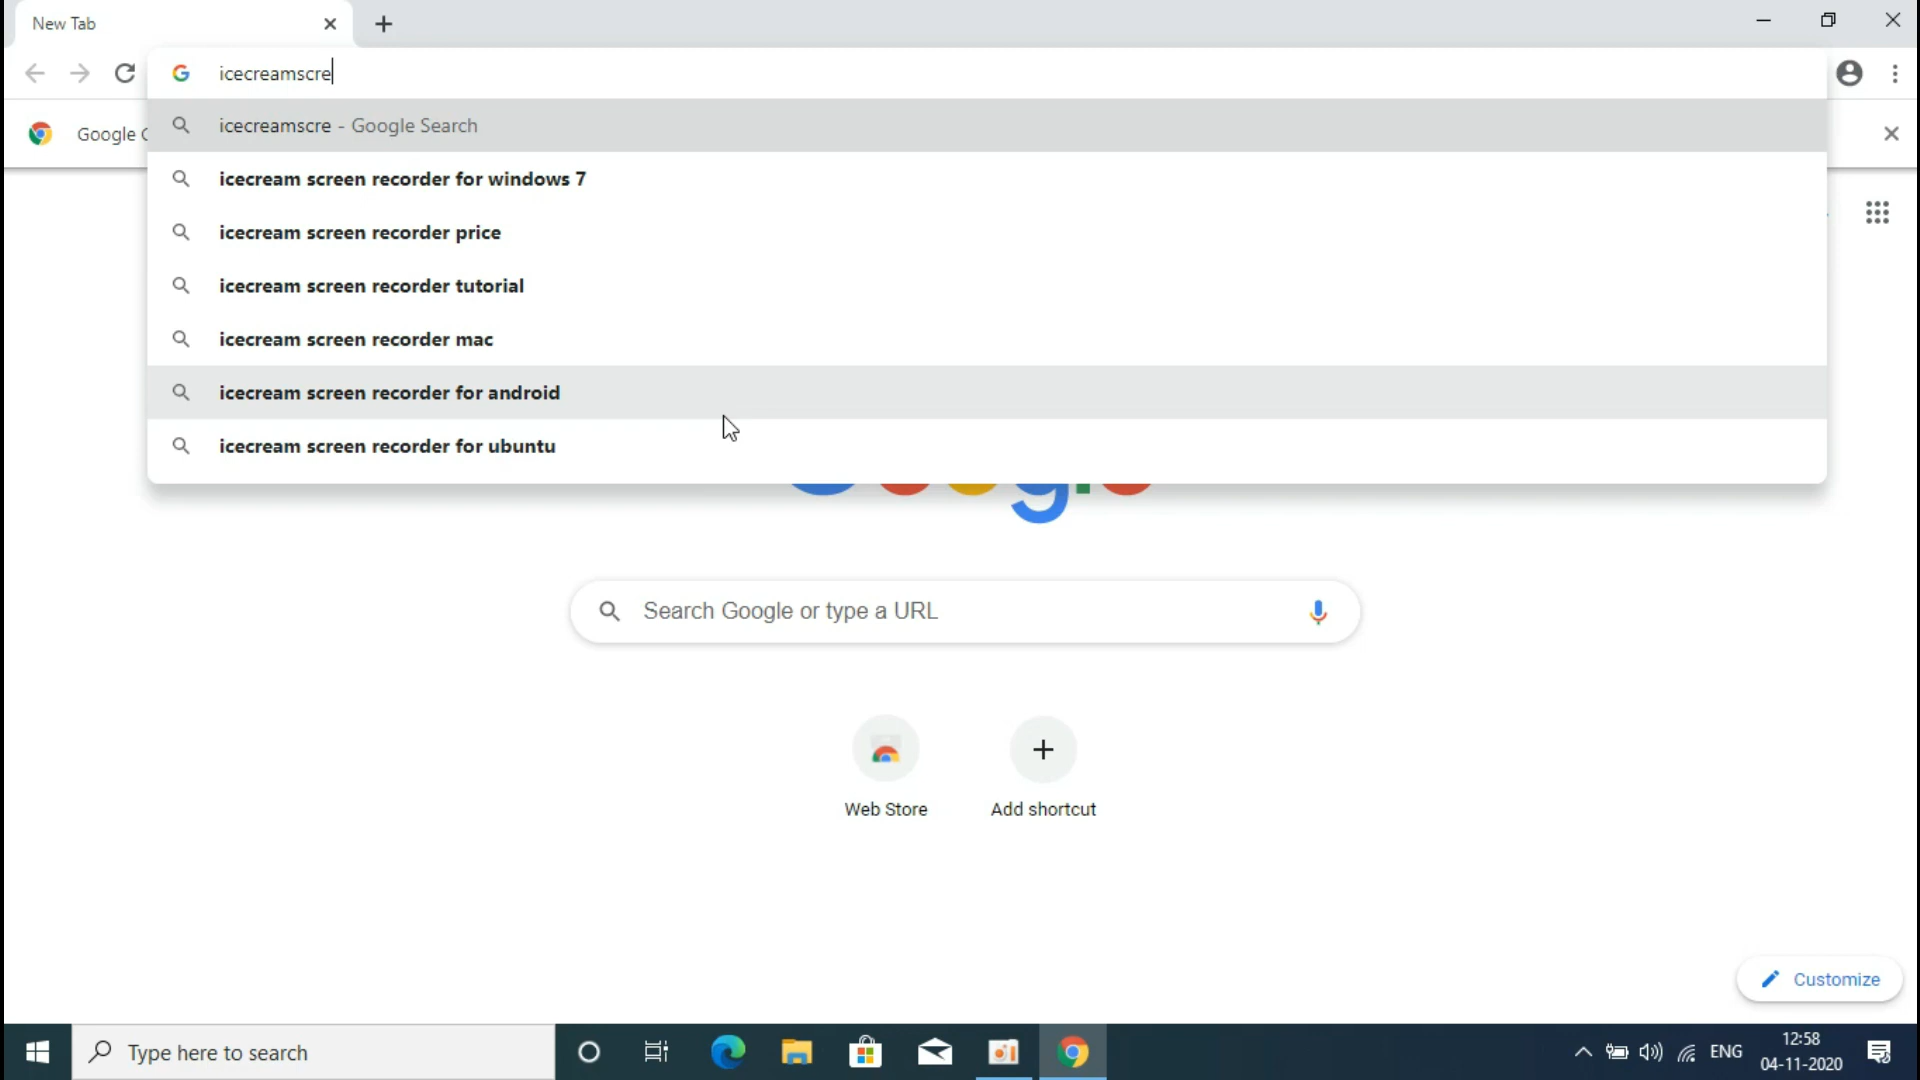 New Tab
icecreamscre
icecreamscre - Google Search
Google C
icecream screen recorder for windows 7
icecream screen recorder price
icecream screen recorder tutorial
icecream screen recorder mac
icecream screen recorder for android
icecream screen recorder for ubuntu
Search Google or type a URL
Web Store
Add shortcut
Customize
Type here to search
ENG
12:58
04-11-2020